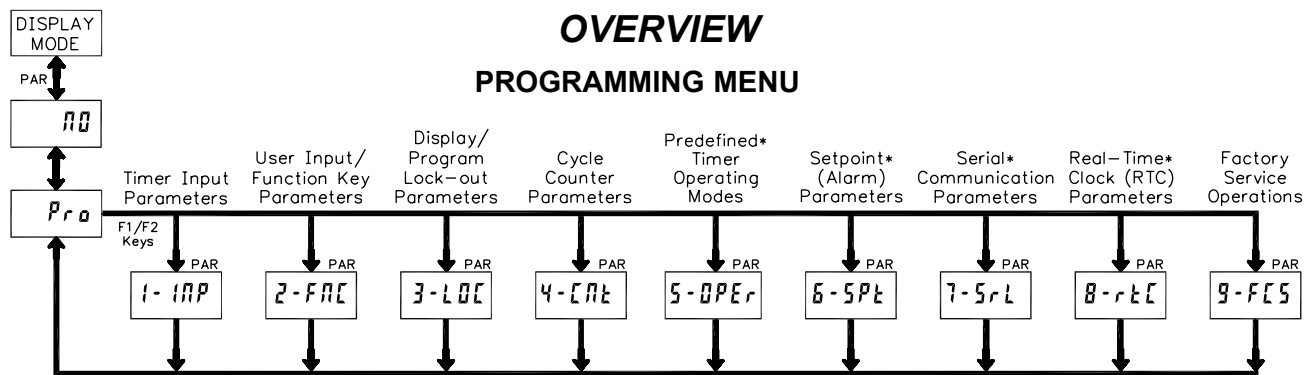 OVERVIEW
PROGRAMMING MENU
DISPLAY
MODE
PAR
NO
Pro
F1/F2
Keys
Timer Input
Parameters
User Input/
Function Key
Parameters
Display/
Program
Lock-out
Parameters
Cycle
Counter
Parameters
Predefined*
Timer
Operating
Modes
Setpoint*
(Alarm)
Parameters
Serial*
Communication
Parameters
Real-Time*
Clock (RTC)
Parameters
Factory
Service
Operations
PAR PAR PAR PAR PAR PAR PAR PAR PAR
1-INP 2-FNC 3-LOC 4-CNt 5-OPEr 6-SPt 7-SrL 8-rtC 9-FCS